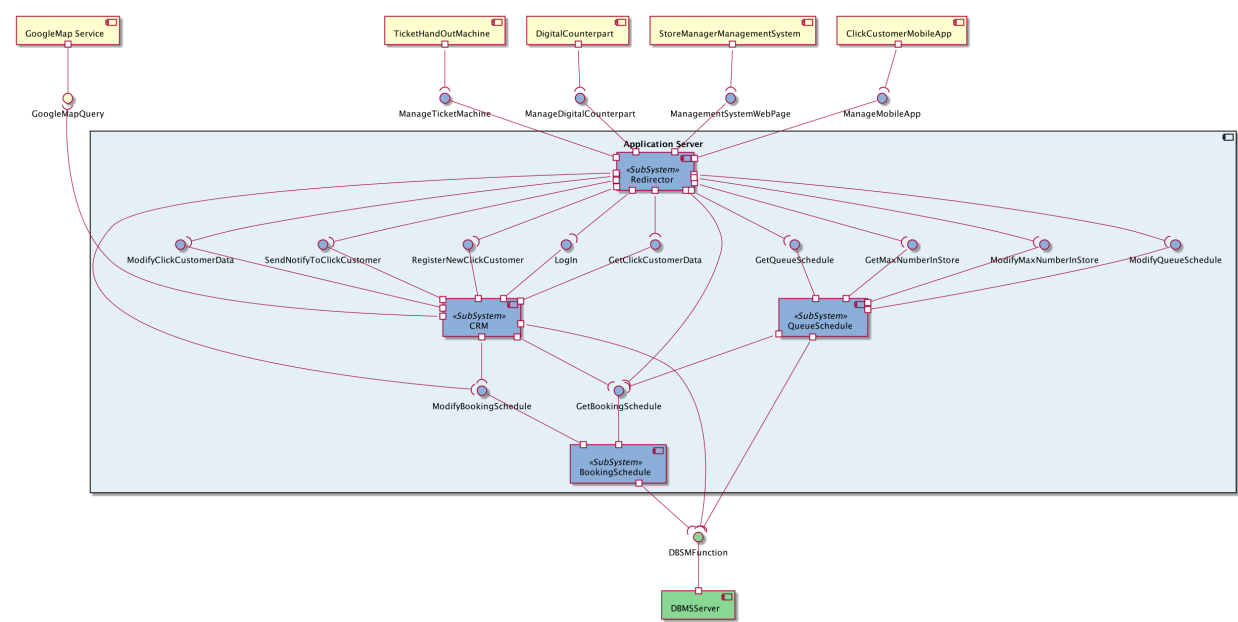 GoogleMap Service
TicketHandOutMachine
DigitalCounterpart
StoreManagerManagementSystem
ClickCustomerMobileApp
GoogleMapQuery
ManageTicketMachine
ManageDigitalCounterpart
ManagementSystemWebPage
ManageMobileApp
Application Server
«SubSystem»
Redirector
ModifyClickCustomerData
SendNotifyToClickCustomer
RegisterNewClickCustomer
LogIn
GetClickCustomerData
GetQueueSchedule
GetMaxNumberInStore
ModifyMaxNumberInStore
ModifyQueueSchedule
«SubSystem»
CRM
«SubSystem»
QueueSchedule
ModifyBookingSchedule
GetBookingSchedule
«SubSystem»
BookingSchedule
DBSMFunction
DBMSServer